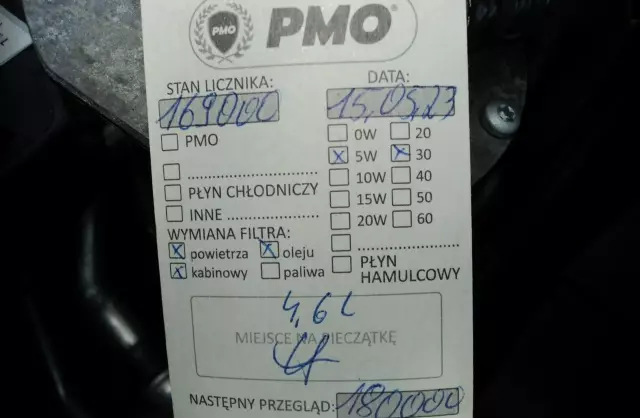 PMO PMO®
STAN LICZNIKA: DATA:
169000 15,05,23
PMO 0W 20
.................... 5W 30
PŁYN CHŁODNICZY 10W 40
INNE .................... 15W 50
WYMIANA FILTRA: 20W 60
powietrza oleju ....................
kabinowy paliwa PŁYN HAMULCOWY
4,6L
MIEJSCE NA PIECZĄTKĘ
NASTĘPNY PRZEGLĄD: 180000